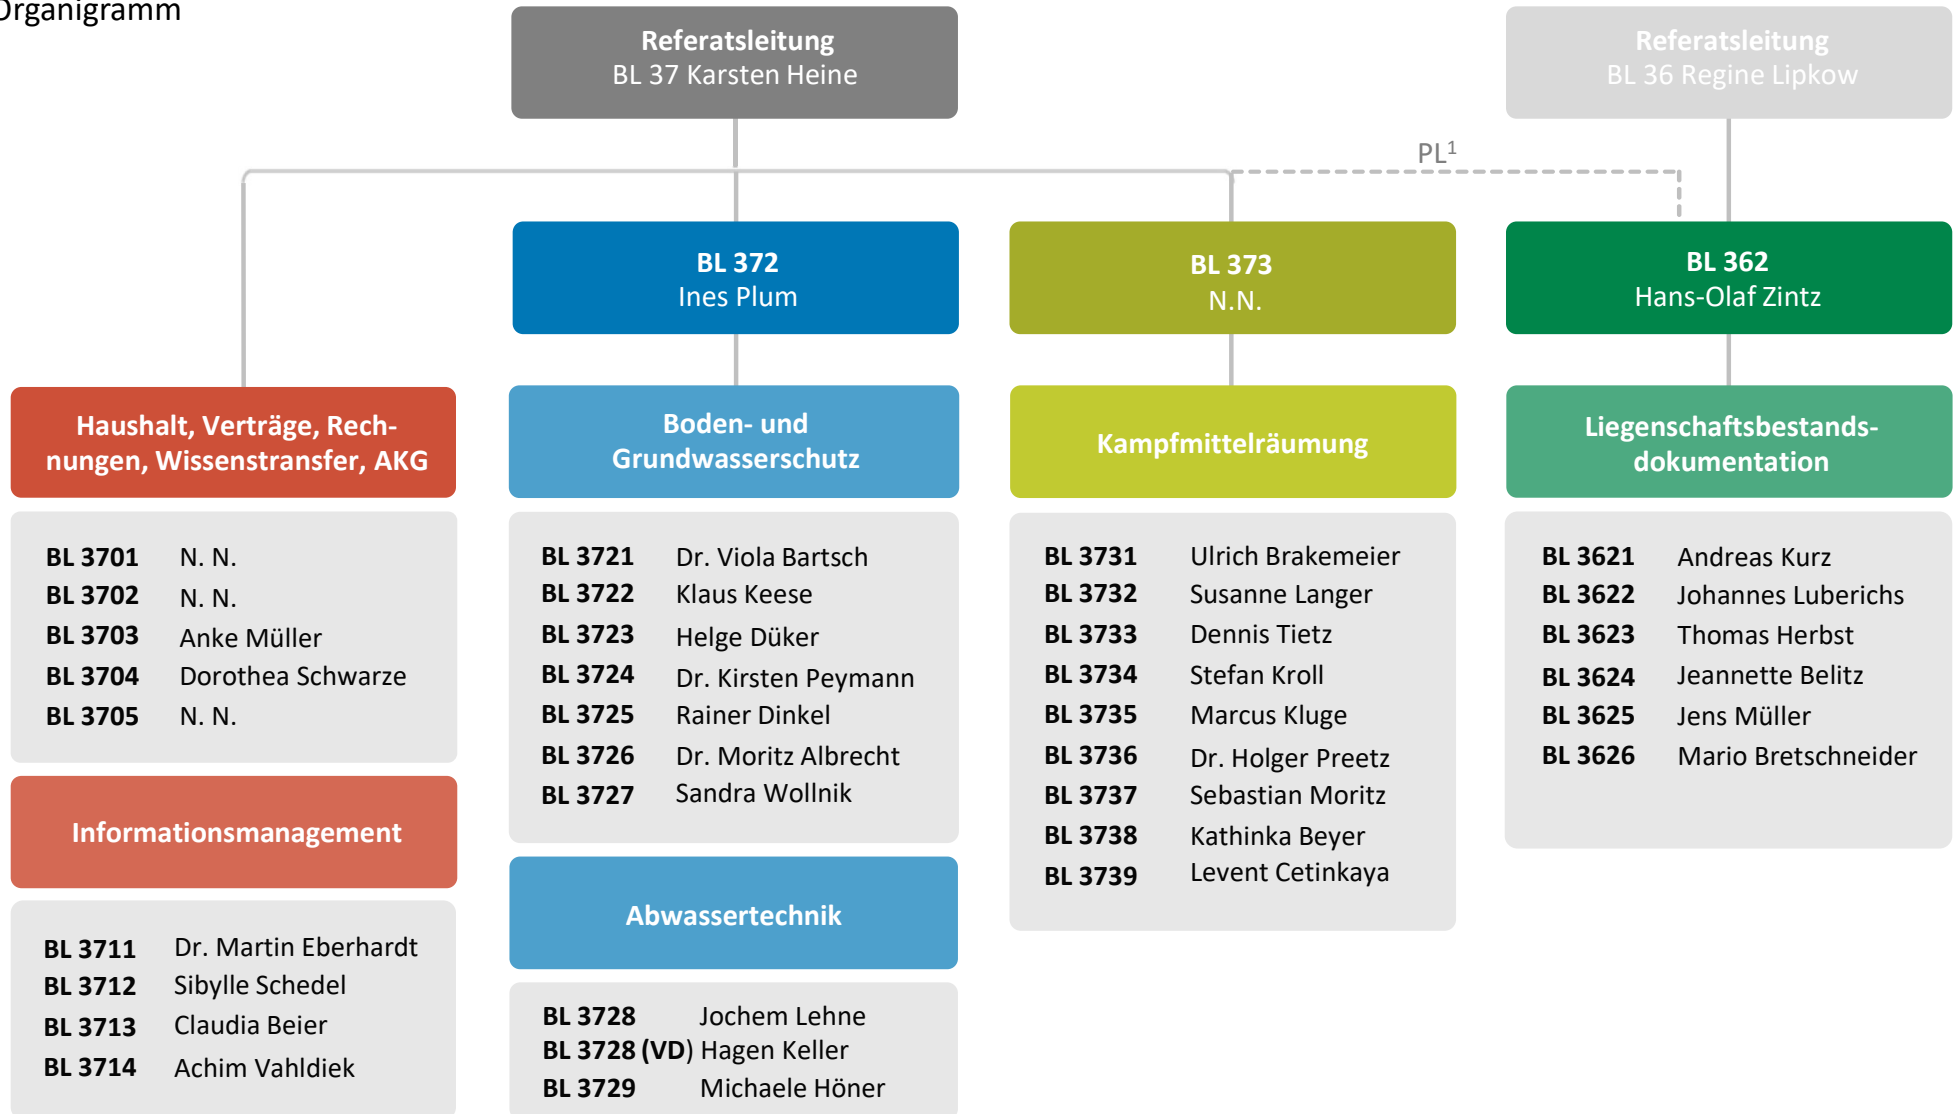 Organigramm
Referatsleitung
BL 37 Karsten Heine
Referatsleitung
BL 36 Regine Lipkow
PL¹
BL 372
Ines Plum
BL 373
N.N.
BL 362
Hans-Olaf Zintz
Haushalt, Verträge, Rech-
nungen, Wissenstransfer, AKG
BL 3701 N. N.
BL 3702 N. N.
BL 3703 Anke Müller
BL 3704 Dorothea Schwarze
BL 3705 N. N.
Informationsmanagement
BL 3711 Dr. Martin Eberhardt
BL 3712 Sibylle Schedel
BL 3713 Claudia Beier
BL 3714 Achim Vahldiek
Boden- und
Grundwasserschutz
BL 3721 Dr. Viola Bartsch
BL 3722 Klaus Keese
BL 3723 Helge Düker
BL 3724 Dr. Kirsten Peymann
BL 3725 Rainer Dinkel
BL 3726 Dr. Moritz Albrecht
BL 3727 Sandra Wollnik
Abwassertechnik
BL 3728 Jochem Lehne
BL 3728 (VD) Hagen Keller
BL 3729 Michaele Höner
Kampfmittelräumung
BL 3731 Ulrich Brakemeier
BL 3732 Susanne Langer
BL 3733 Dennis Tietz
BL 3734 Stefan Kroll
BL 3735 Marcus Kluge
BL 3736 Dr. Holger Preetz
BL 3737 Sebastian Moritz
BL 3738 Kathinka Beyer
BL 3739 Levent Cetinkaya
Liegenschaftsbestands-
dokumentation
BL 3621 Andreas Kurz
BL 3622 Johannes Luberichs
BL 3623 Thomas Herbst
BL 3624 Jeannette Belitz
BL 3625 Jens Müller
BL 3626 Mario Bretschneider